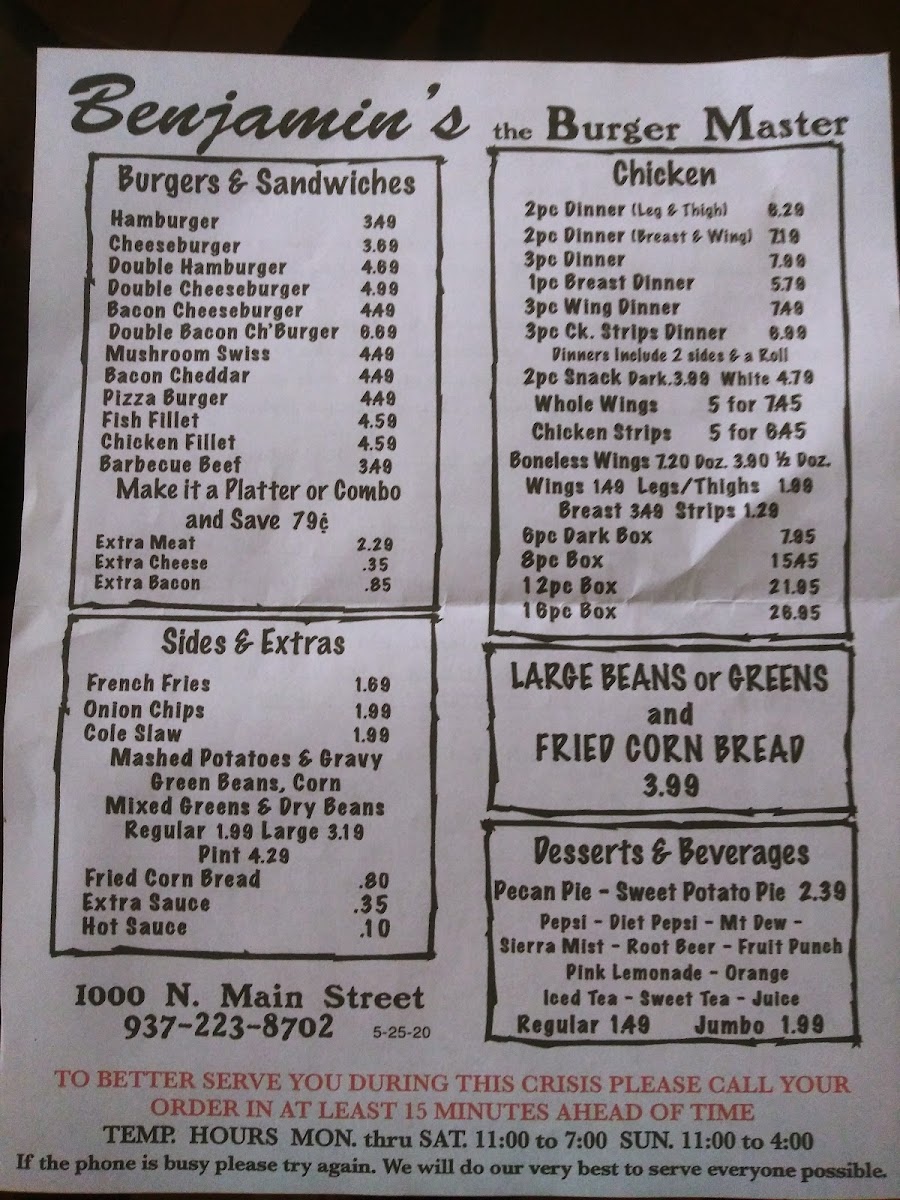 Benjamin's the Burger Master
Burgers & Sandwiches
Hamburger 3.49
Cheeseburger 3.69
Double Hamburger 4.69
Double Cheeseburger 4.99
Bacon Cheeseburger 4.49
Double Bacon Ch'Burger 6.69
Mushroom Swiss 4.49
Bacon Cheddar 4.49
Pizza Burger 4.49
Fish Fillet 4.59
Chicken Fillet 4.59
Barbecue Beef 3.49
Make it a Platter or Combo
and Save 79¢
Extra Meat 2.29
Extra Cheese .35
Extra Bacon .85
Sides & Extras
French Fries 1.69
Onion Chips 1.99
Cole Slaw 1.99
Mashed Potatoes & Gravy
Green Beans, Corn
Mixed Greens & Dry Beans
Regular 1.99 Large 3.19
Pint 4.29
Fried Corn Bread .80
Extra Sauce .35
Hot Sauce .10
1000 N. Main Street
937-223-8702 5-25-20
Chicken
2pc Dinner (Leg & Thigh) 6.29
2pc Dinner (Breast & Wing) 7.19
3pc Dinner 7.99
1pc Breast Dinner 5.79
3pc Wing Dinner 7.49
3pc Ck. Strips Dinner 6.99
Dinners Include 2 sides & a Roll
2pc Snack Dark.3.99 White 4.79
Whole Wings 5 for 7.45
Chicken Strips 5 for 6.45
Boneless Wings 7.20 Doz. 3.90 ½ Doz.
Wings 1.49 Legs/Thighs 1.99
Breast 3.49 Strips 1.29
6pc Dark Box 7.95
8pc Box 15.45
12pc Box 21.95
16pc Box 26.95
LARGE BEANS or GREENS
and
FRIED CORN BREAD
3.99
Desserts & Beverages
Pecan Pie - Sweet Potato Pie 2.39
Pepsi - Diet Pepsi - Mt Dew -
Sierra Mist - Root Beer - Fruit Punch
Pink Lemonade - Orange
Iced Tea - Sweet Tea - Juice
Regular 1.49 Jumbo 1.99
TO BETTER SERVE YOU DURING THIS CRISIS PLEASE CALL YOUR
ORDER IN AT LEAST 15 MINUTES AHEAD OF TIME
TEMP. HOURS MON. thru SAT. 11:00 to 7:00 SUN. 11:00 to 4:00
If the phone is busy please try again. We will do our very best to serve everyone possible.